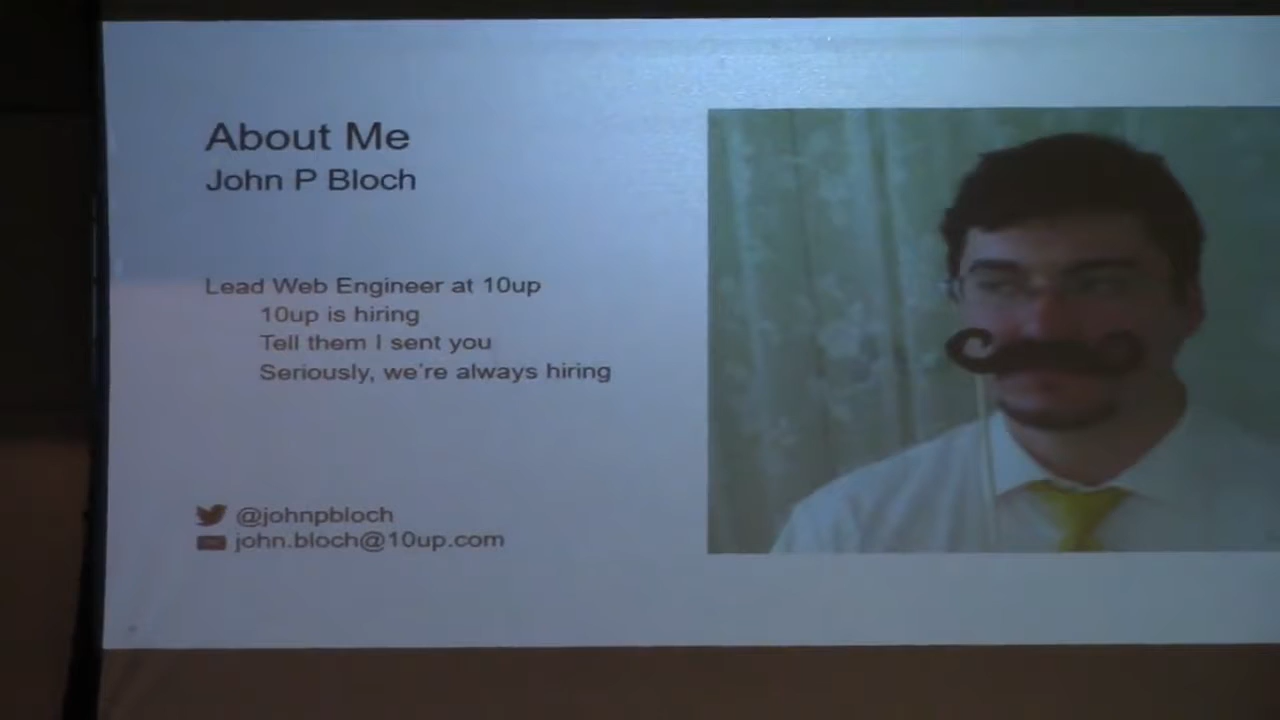 About Me
John P Bloch
Lead Web Engineer at 10up
10up is hiring
Tell them I sent you
Seriously, we're always hiring
@johnpbloch
john.bloch@10up.com